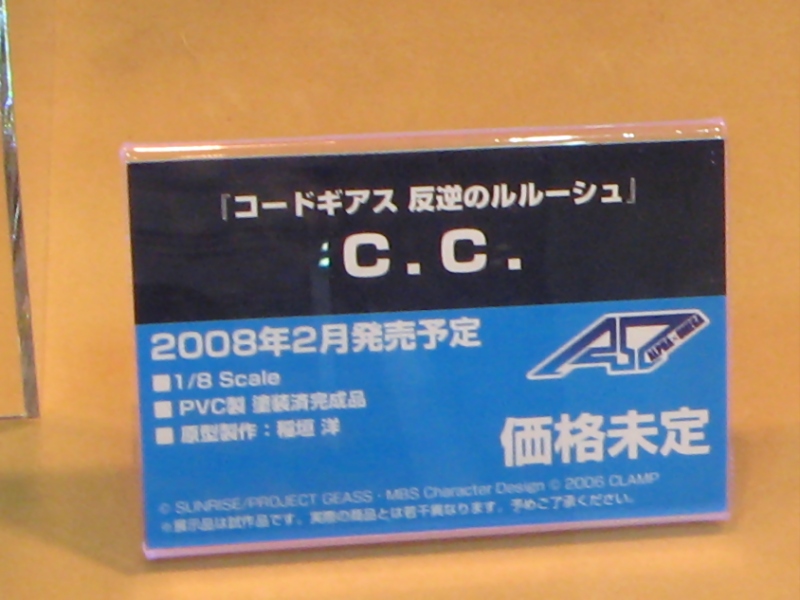 『コードギアス 反逆のルルーシュ』
C.C.
2008年2月発売予定
ALPHA×OMEGA
■1/8 Scale
■PVC製 塗装済完成品
■原型製作：稲垣 洋
価格未定
© SUNRISE/PROJECT GEASS・MBS Character Design © 2006 CLAMP
※展示品は試作品です。実際の商品とは若干異なります。予めご了承ください。